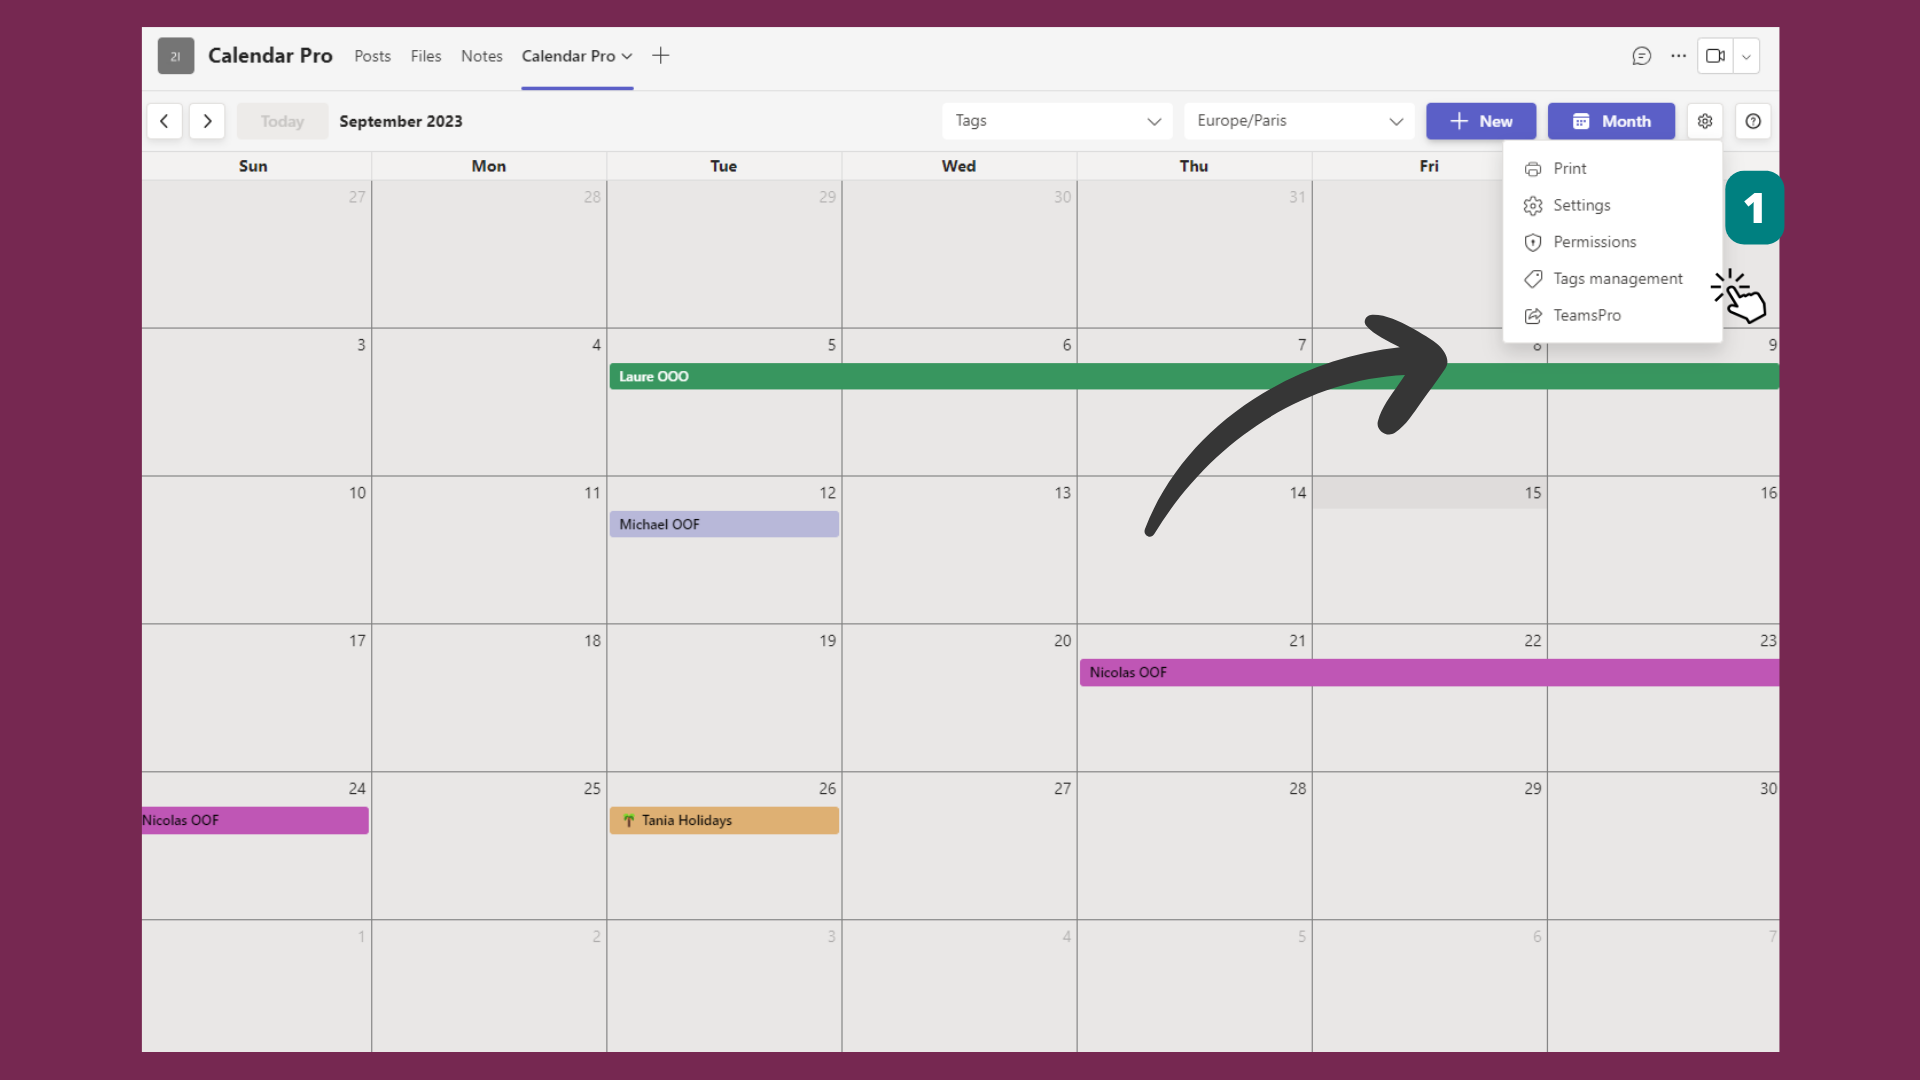 21 Calendar Pro Posts Files Notes Calendar Pro
Today September 2023 Tags Europe/Paris New Month
Sun Mon Tue Wed Thu Fri
Print
Settings
Permissions
Tags management
TeamsPro
1
27 28 29 30 31
3 4 5 6 7 8 9
Laure OOO
10 11 12 13 14 15 16
Michael OOF
17 18 19 20 21 22 23
Nicolas OOF
24 25 26 27 28 29 30
Nicolas OOF Tania Holidays
1 2 3 4 5 6 7